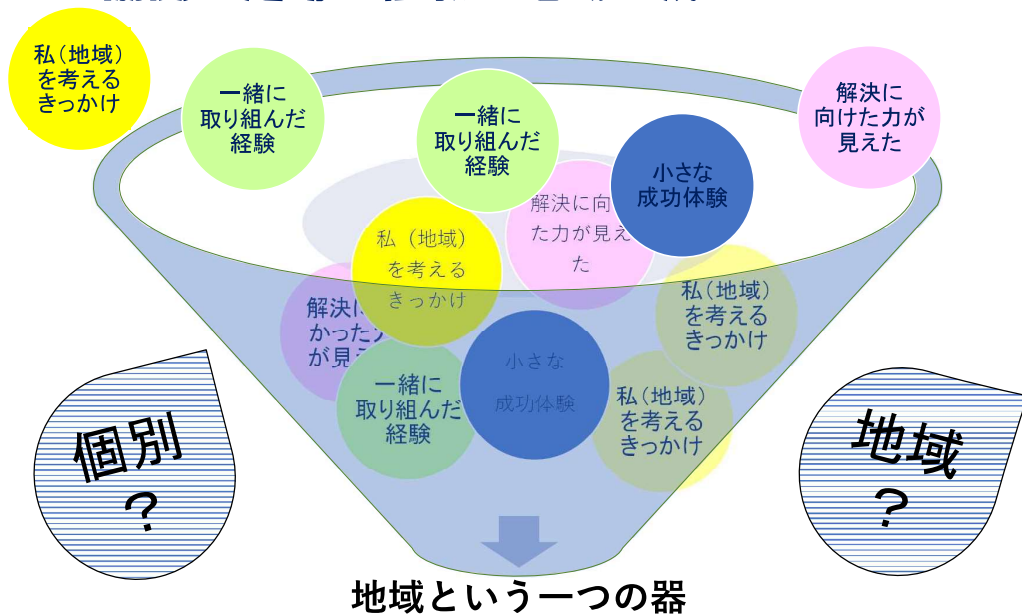 私（地域）
を考える
きっかけ
一緒に
取り組んだ
経験
一緒に
取り組んだ
経験
解決に
向けた力が
見えた
小さな
成功体験
解決に向
た力が見え
た
私（地域）
を考える
きっかけ
私（地域）
を考える
きっかけ
解決に
かった
が見え
一緒に
取り組んだ
経験
小さな
成功体験
私（地域）
を考える
きっかけ
個別
？
地域
？
地域という一つの器